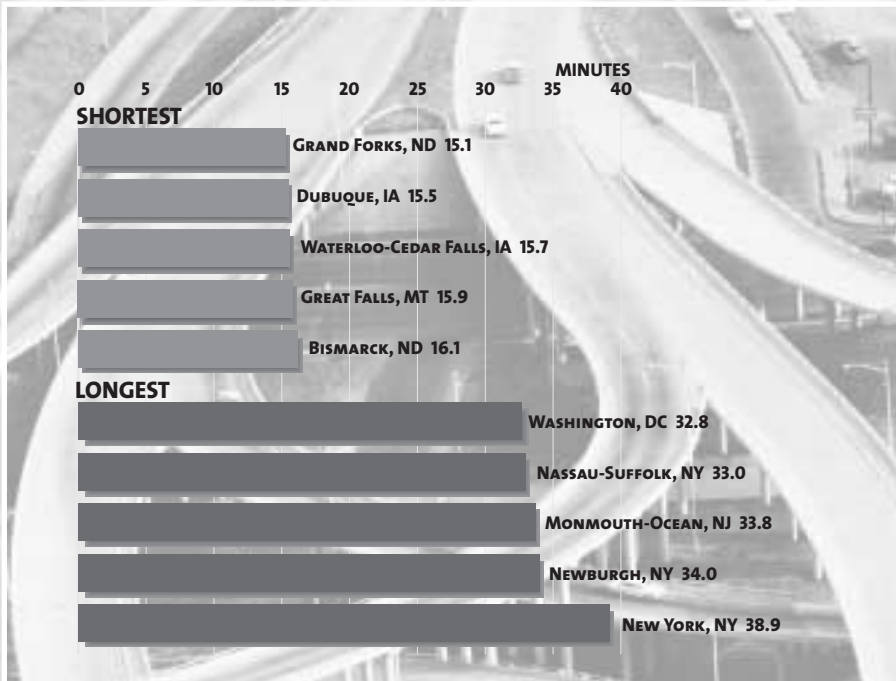 MINUTES
0 5 10 15 20 25 30 35 40
SHORTEST
GRAND FORKS, ND 15.1
DUBUQUE, IA 15.5
WATERLOO-CEDAR FALLS, IA 15.7
GREAT FALLS, MT 15.9
BISMARCK, ND 16.1
LONGEST
WASHINGTON, DC 32.8
NASSAU-SUFFOLK, NY 33.0
MONMOUTH-OCEAN, NJ 33.8
NEWBURGH, NY 34.0
NEW YORK, NY 38.9